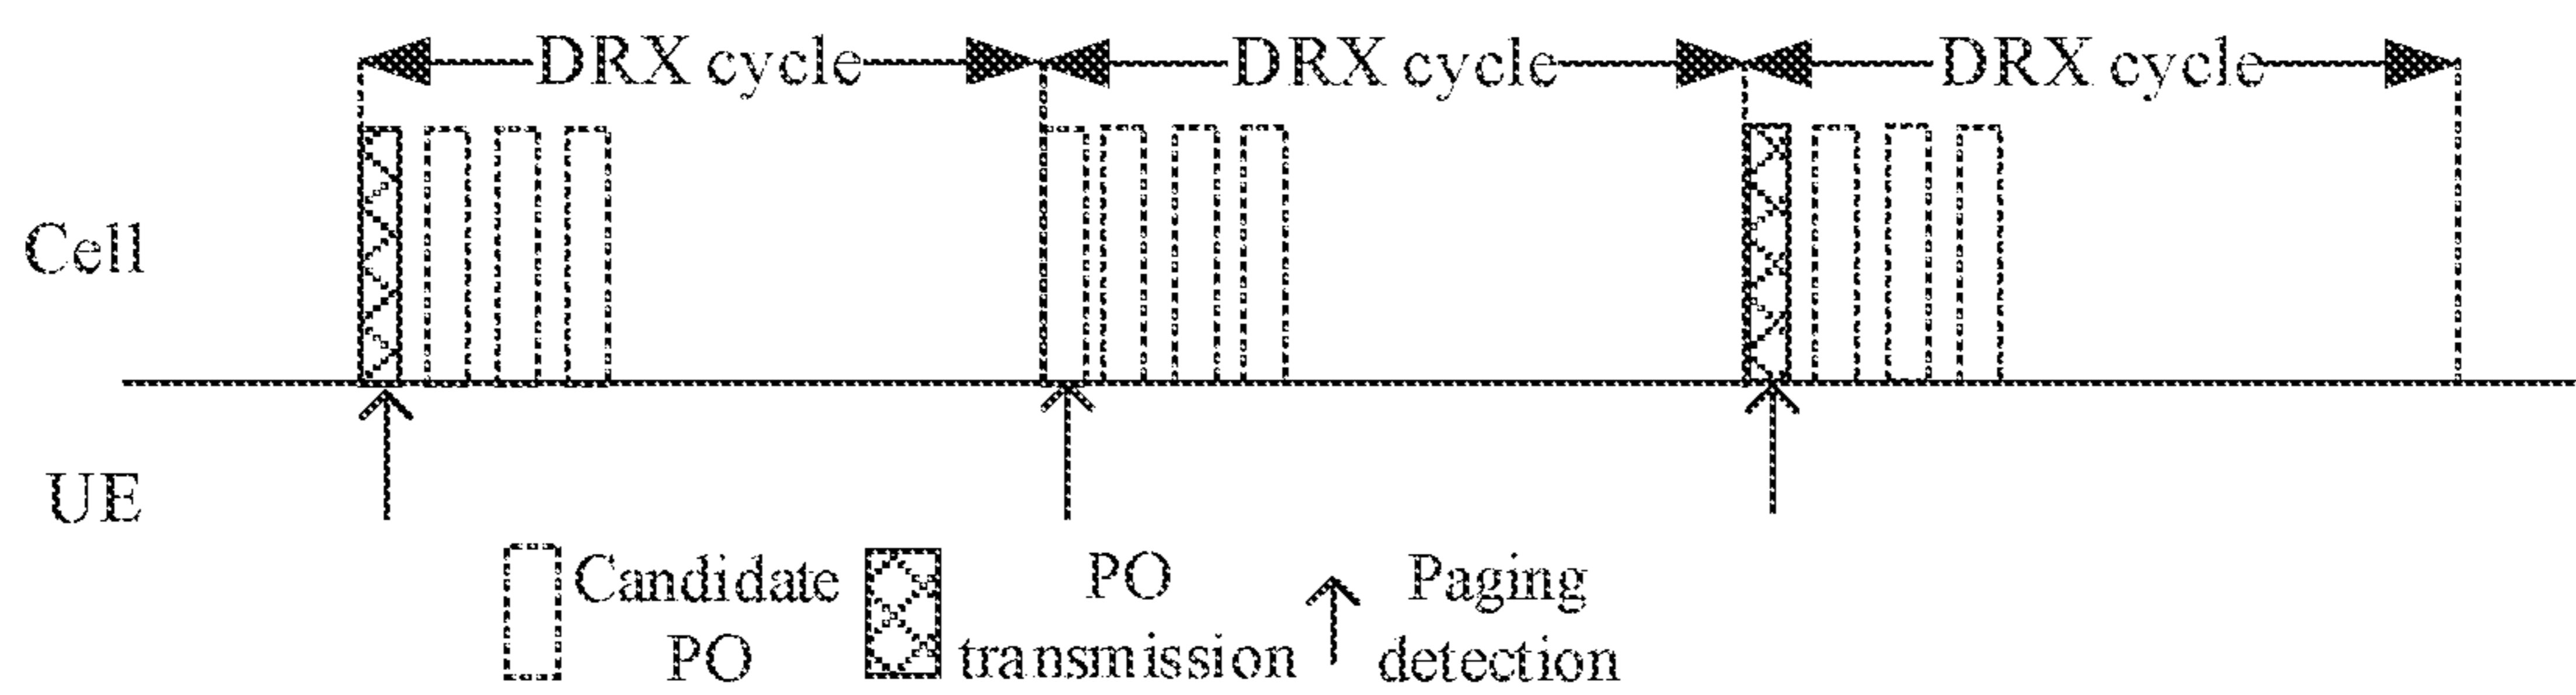 DRX cycle DRX cycle DRX cycle
Cell
UE
Candidate PO Paging
PO transmission detection